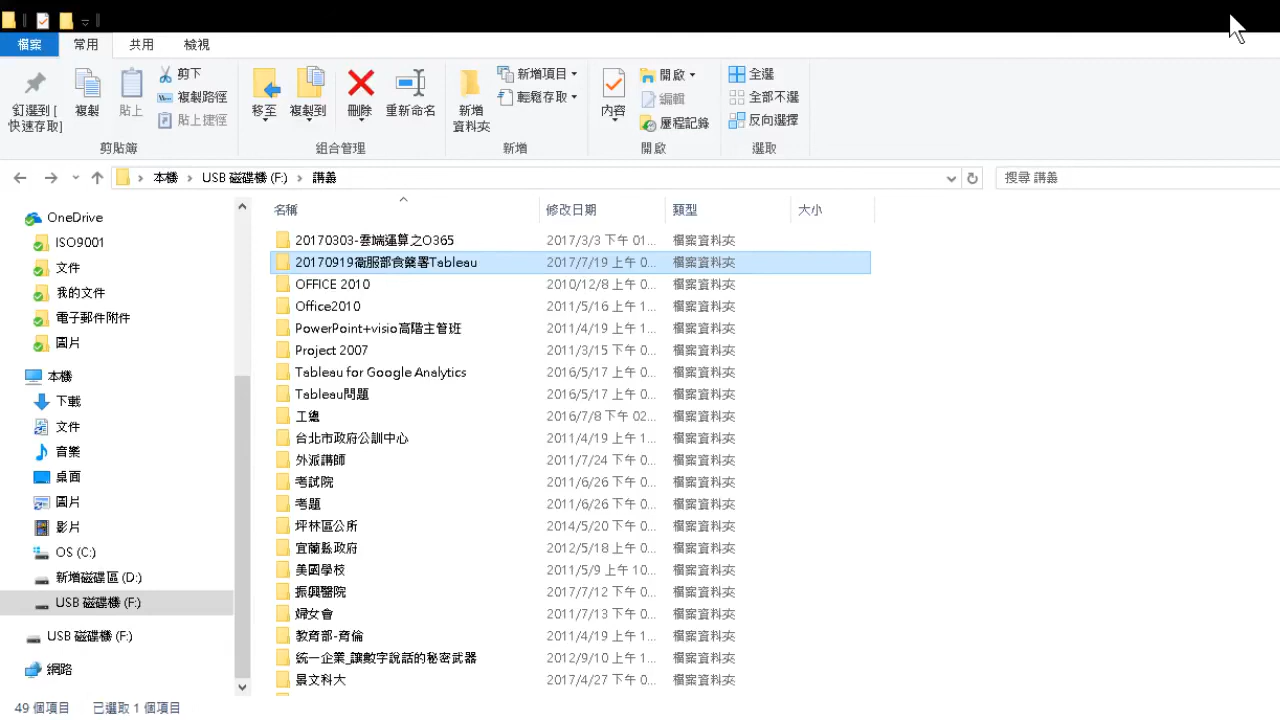 檔案 常用 共用 檢視
釘選到 [快速存取] 複製 貼上 剪下 複製路徑 貼上捷徑
移至 複製到 刪除 重新命名
新增資料夾 新增項目 輕鬆存取
內容 開啟 編輯 歷程記錄
全選 全部不選 反向選擇
剪貼簿 組合管理 新增 開啟 選取
本機 › USB 磁碟機 (F:) › 講義 搜尋 講義
名稱 修改日期 類型 大小
OneDrive
ISO9001
文件
我的文件
電子郵件附件
圖片
本機
下載
文件
音樂
桌面
圖片
影片
OS (C:)
新增磁碟區 (D:)
USB 磁碟機 (F:)
USB 磁碟機 (F:)
網路
20170303-雲端運算之O365 2017/3/3 下午 01... 檔案資料夾
20170919衛服部食藥署Tableau 2017/7/19 上午 0... 檔案資料夾
OFFICE 2010 2010/12/8 上午 0... 檔案資料夾
Office2010 2011/5/16 上午 1... 檔案資料夾
PowerPoint+visio高階主管班 2011/4/19 上午 1... 檔案資料夾
Project 2007 2011/3/15 下午 0... 檔案資料夾
Tableau for Google Analytics 2016/5/17 上午 0... 檔案資料夾
Tableau問題 2016/5/17 上午 0... 檔案資料夾
工總 2016/7/8 下午 02... 檔案資料夾
台北市政府公訓中心 2011/4/19 上午 1... 檔案資料夾
外派講師 2011/7/24 下午 0... 檔案資料夾
考試院 2011/6/26 下午 0... 檔案資料夾
考題 2011/6/26 下午 0... 檔案資料夾
坪林區公所 2014/5/20 下午 0... 檔案資料夾
宜蘭縣政府 2012/5/18 上午 0... 檔案資料夾
美國學校 2011/5/9 上午 10... 檔案資料夾
振興醫院 2017/7/12 下午 0... 檔案資料夾
婦女會 2011/7/13 下午 0... 檔案資料夾
教育部-育倫 2011/4/19 上午 1... 檔案資料夾
統一企業_讓數字說話的秘密武器 2012/9/10 上午 1... 檔案資料夾
景文科大 2017/4/27 下午 0... 檔案資料夾
49 個項目 已選取 1 個項目